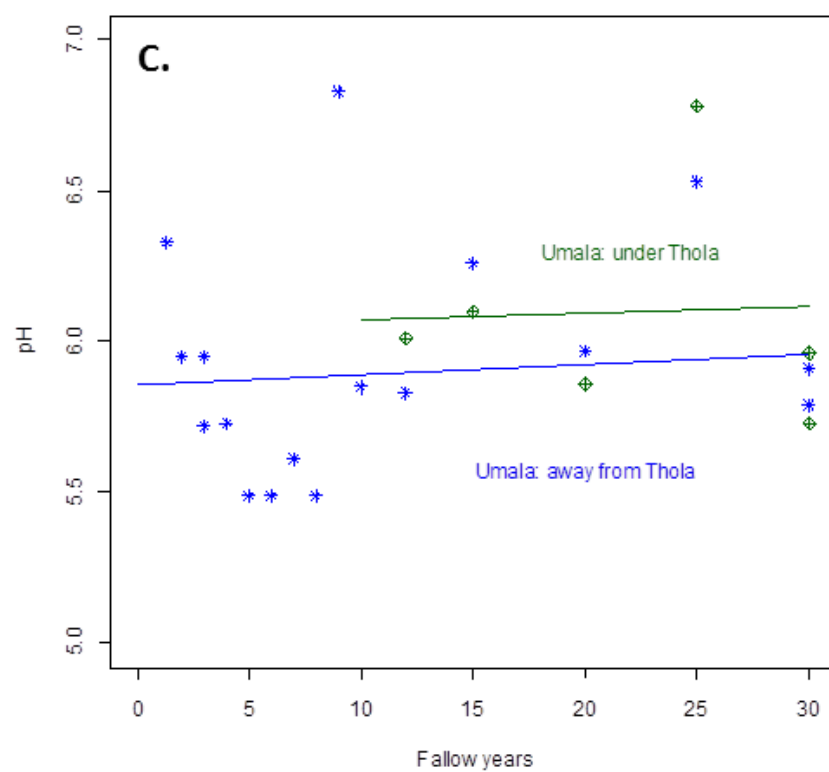 C.
7.0
6.5
6.0
5.5
5.0
pH
Umala: under Thola
Umala: away from Thola
0 5 10 15 20 25 30
Fallow years